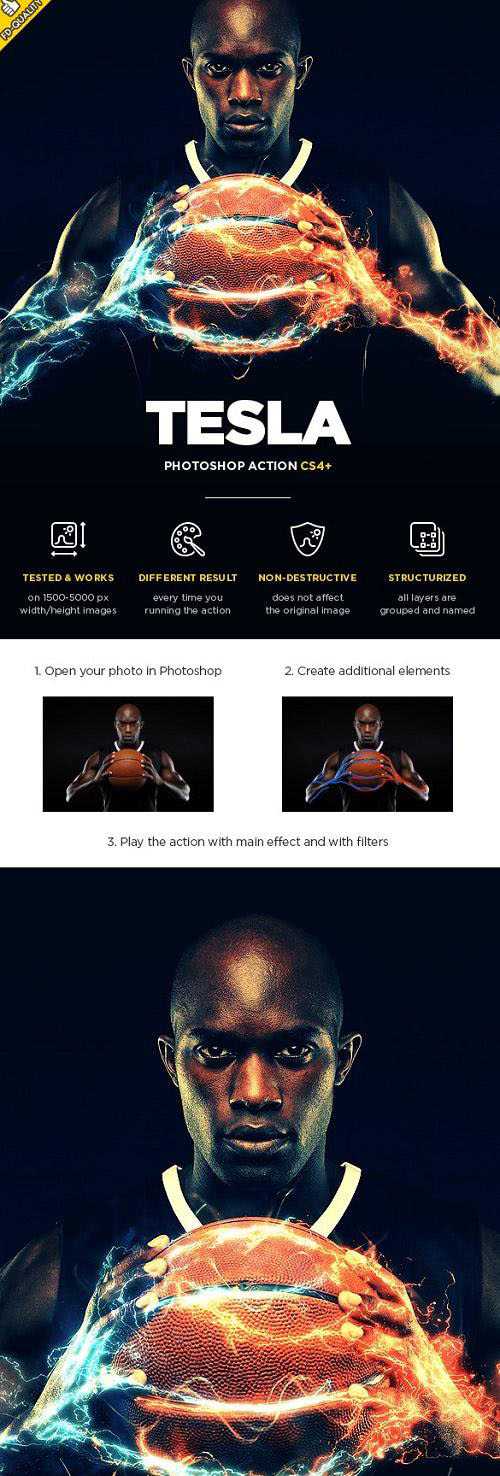 FD-QUALITY
TESLA
PHOTOSHOP ACTION CS4+
TESTED & WORKS
on 1500-5000 px
width/height images
DIFFERENT RESULT
every time you
running the action
NON-DESTRUCTIVE
does not affect
the original image
STRUCTURIZED
all layers are
grouped and named
1. Open your photo in Photoshop
2. Create additional elements
3. Play the action with main effect and with filters